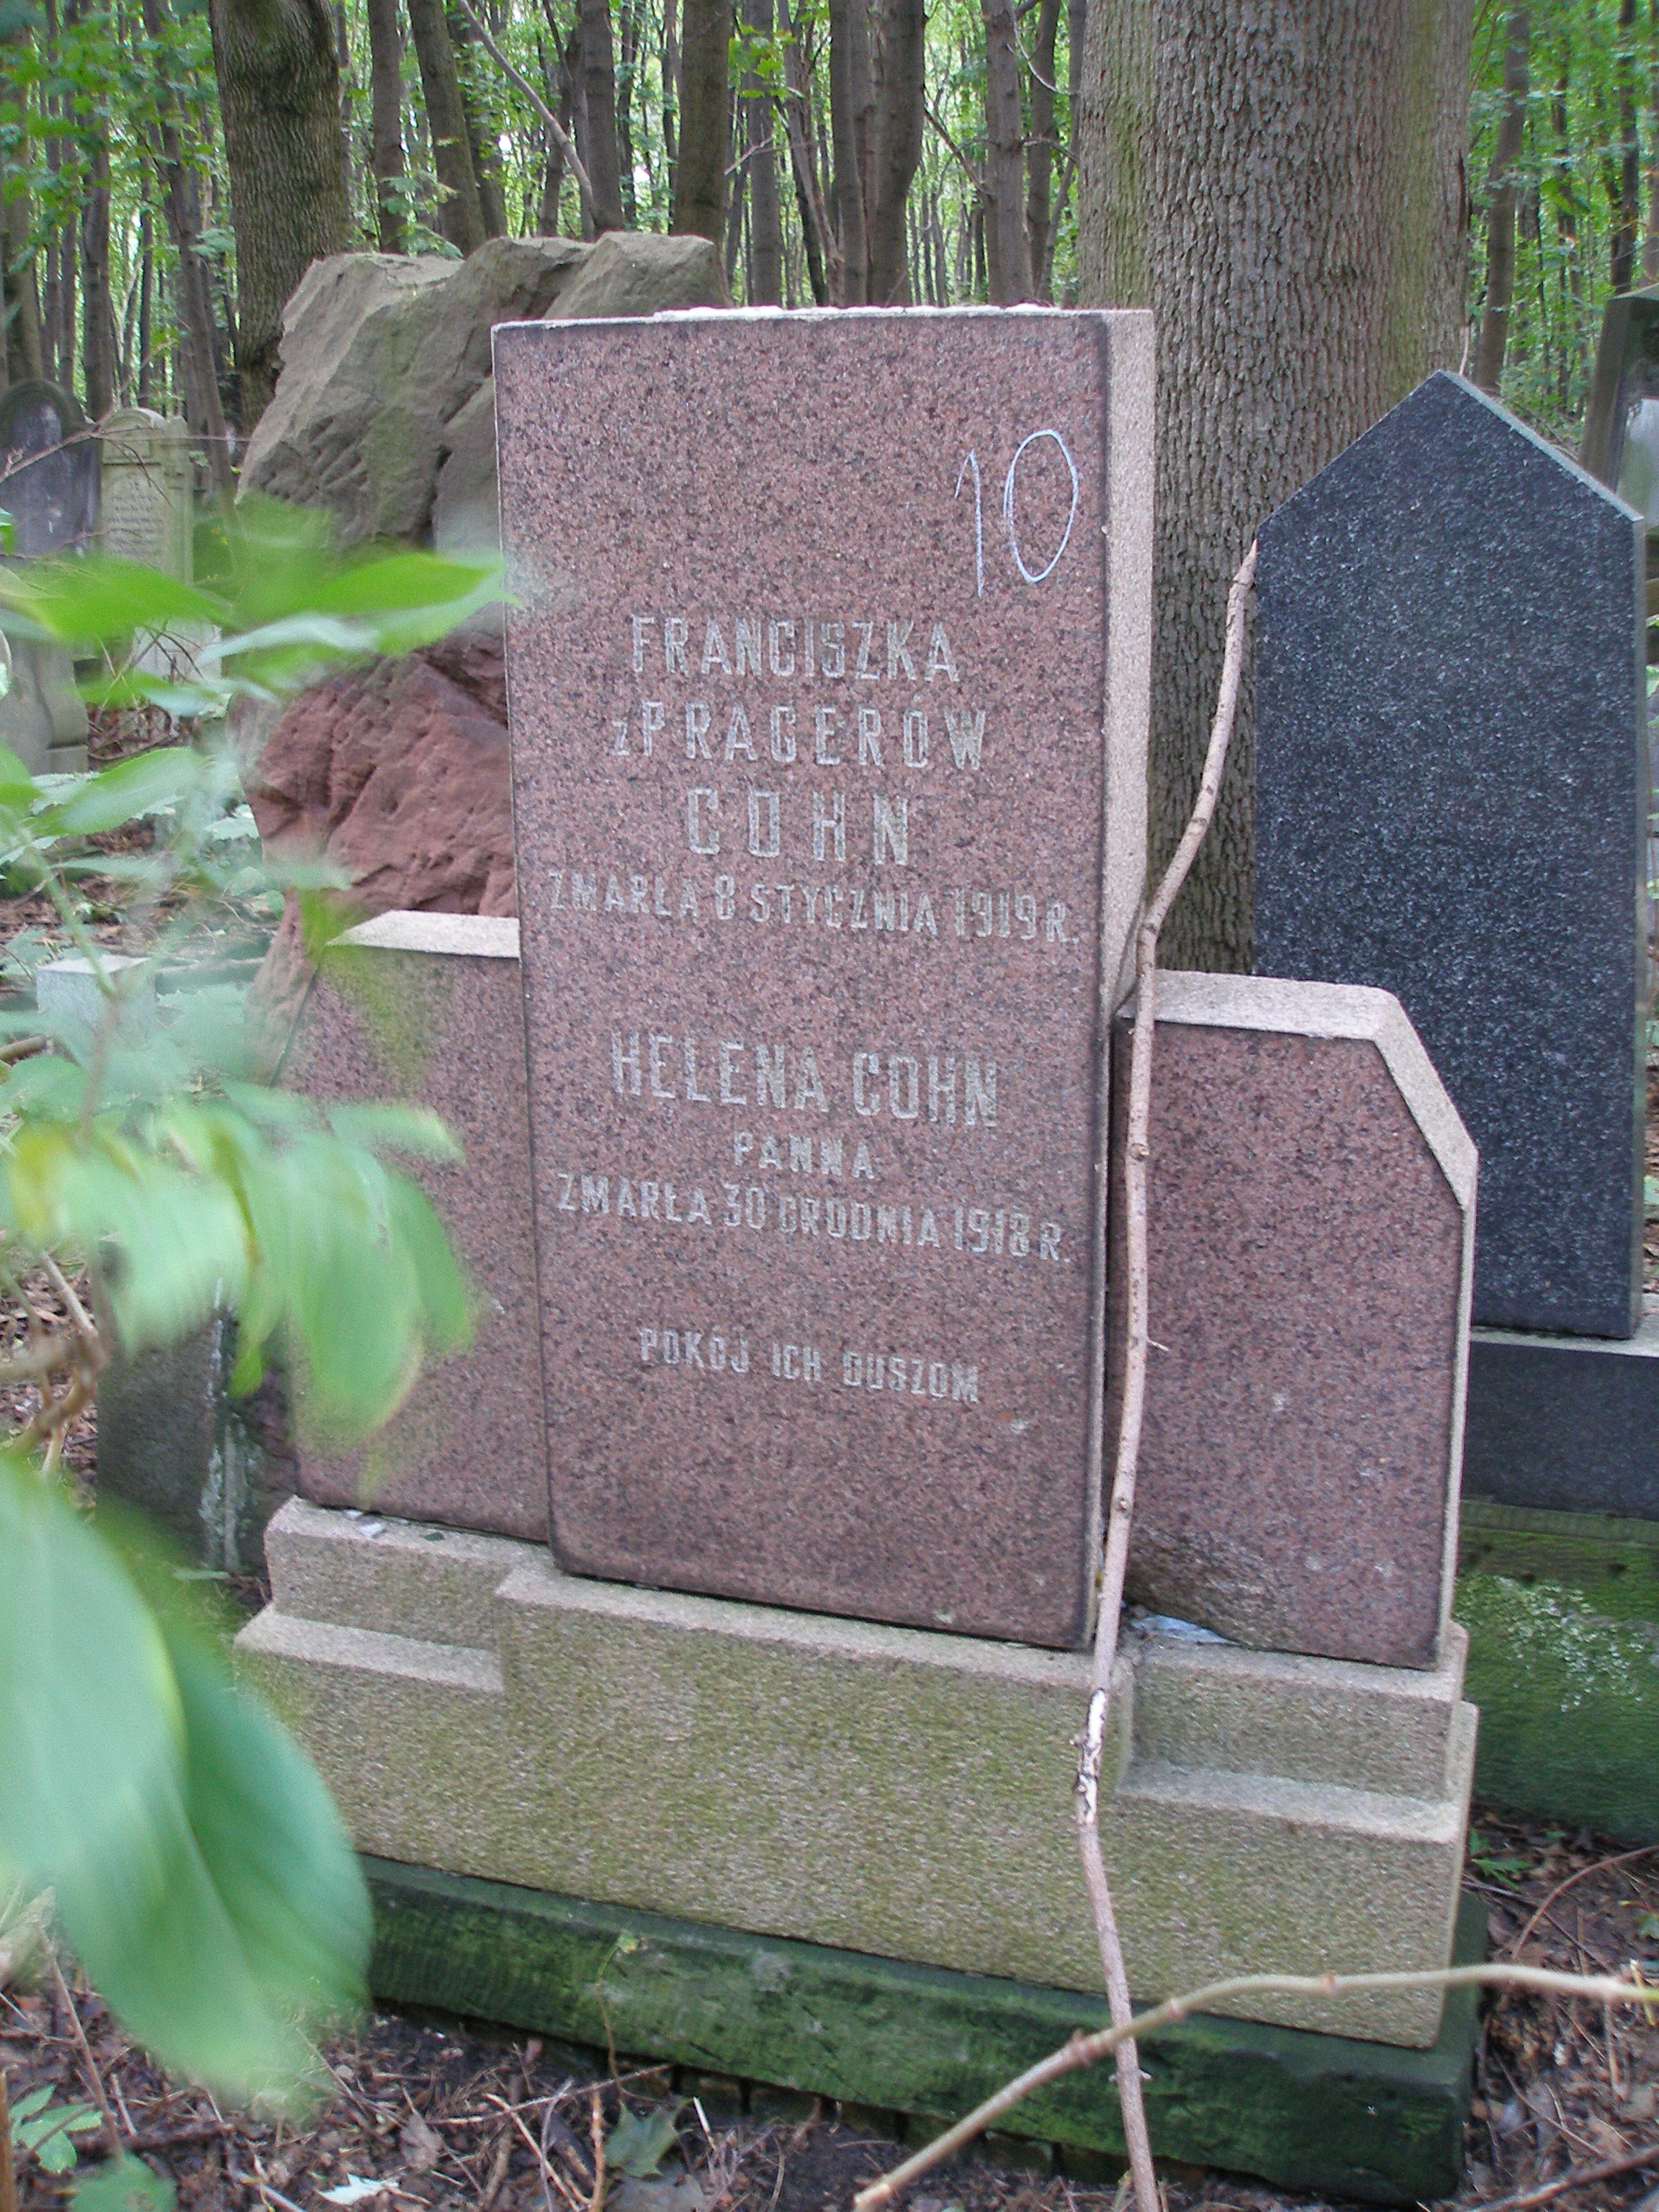 10
FRANCISZKA
z PRAGERÓW
COHN
ZMARŁA 8 STYCZNIA 1919 R.
HELENA COHN
PANNA
ZMARŁA 30 GRUDNIA 1918 R.
POKÓJ ICH DUSZOM